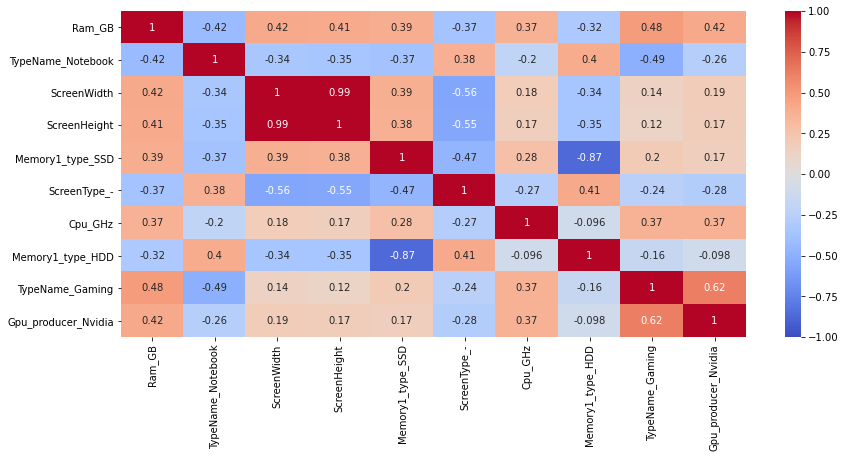 Ram_GB 1 -0.42 0.42 0.41 0.39 -0.37 0.37 -0.32 0.48 0.42
TypeName_Notebook -0.42 1 -0.34 -0.35 -0.37 0.38 -0.2 0.4 -0.49 -0.26
ScreenWidth 0.42 -0.34 1 0.99 0.39 -0.56 0.18 -0.34 0.14 0.19
ScreenHeight 0.41 -0.35 0.99 1 0.38 -0.55 0.17 -0.35 0.12 0.17
Memory1_type_SSD 0.39 -0.37 0.39 0.38 1 -0.47 0.28 -0.87 0.2 0.17
ScreenType_- -0.37 0.38 -0.56 -0.55 -0.47 1 -0.27 0.41 -0.24 -0.28
Cpu_GHz 0.37 -0.2 0.18 0.17 0.28 -0.27 1 -0.096 0.37 0.37
Memory1_type_HDD -0.32 0.4 -0.34 -0.35 -0.87 0.41 -0.096 1 -0.16 -0.098
TypeName_Gaming 0.48 -0.49 0.14 0.12 0.2 -0.24 0.37 -0.16 1 0.62
Gpu_producer_Nvidia 0.42 -0.26 0.19 0.17 0.17 -0.28 0.37 -0.098 0.62 1
Ram_GB
TypeName_Notebook
ScreenWidth
ScreenHeight
Memory1_type_SSD
ScreenType_-
Cpu_GHz
Memory1_type_HDD
TypeName_Gaming
Gpu_producer_Nvidia
1.00
0.75
0.50
0.25
0.00
−0.25
−0.50
−0.75
−1.00